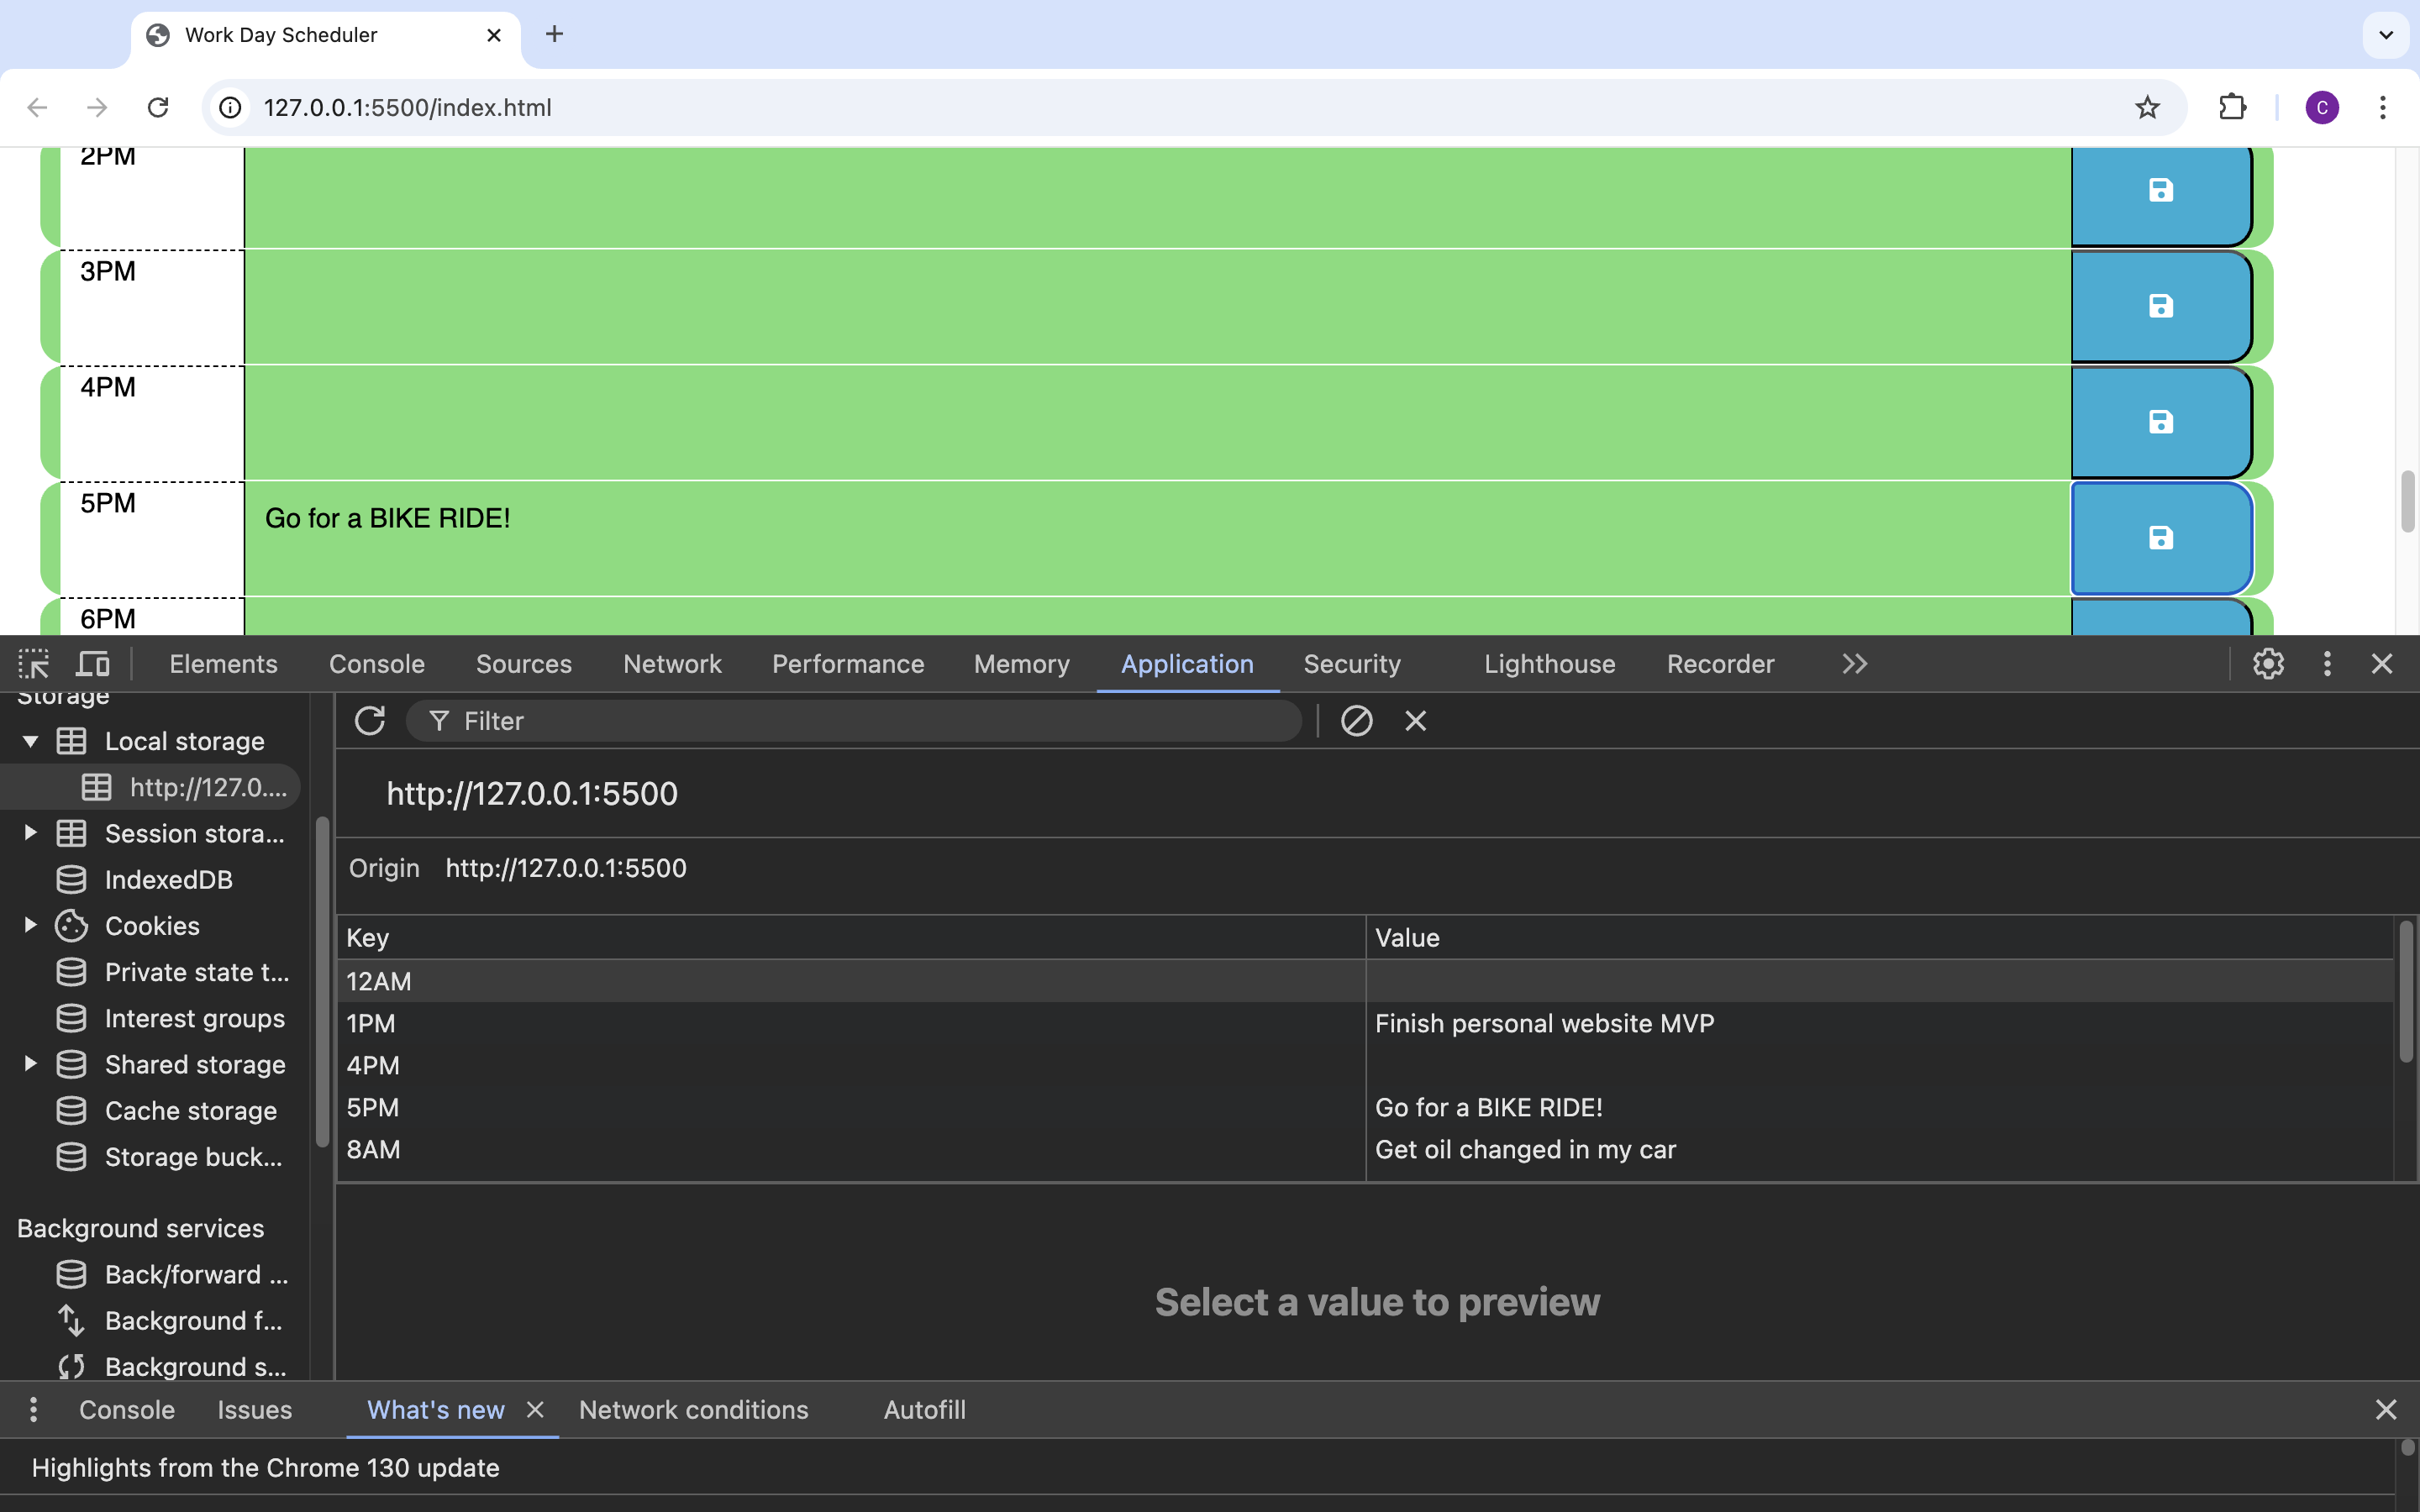 Work Day Scheduler
127.0.0.1:5500/index.html
C
2PM
3PM
4PM
5PM
Go for a BIKE RIDE!
6PM
Elements Console Sources Network Performance Memory Application Security Lighthouse Recorder
Storage
Local storage
http://127.0....
Session stora...
IndexedDB
Cookies
Private state t...
Interest groups
Shared storage
Cache storage
Storage buck...
Background services
Back/forward ...
Background f...
Background s...
Filter
http://127.0.0.1:5500
Origin http://127.0.0.1:5500
Key Value
12AM
1PM Finish personal website MVP
4PM
5PM Go for a BIKE RIDE!
8AM Get oil changed in my car
Select a value to preview
Console Issues What's new Network conditions Autofill
Highlights from the Chrome 130 update